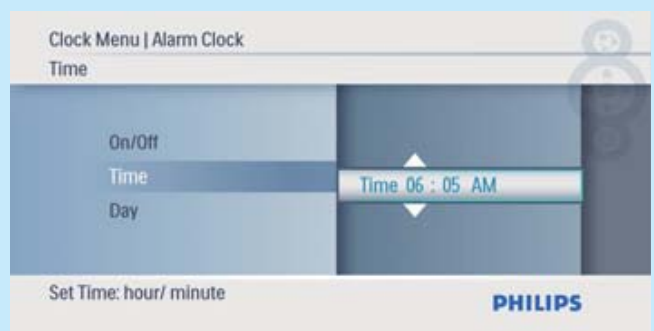 Clock Menu | Alarm Clock
Time
On/Off
Time
Time 06 : 05 AM
Day
Set Time: hour/ minute
PHILIPS